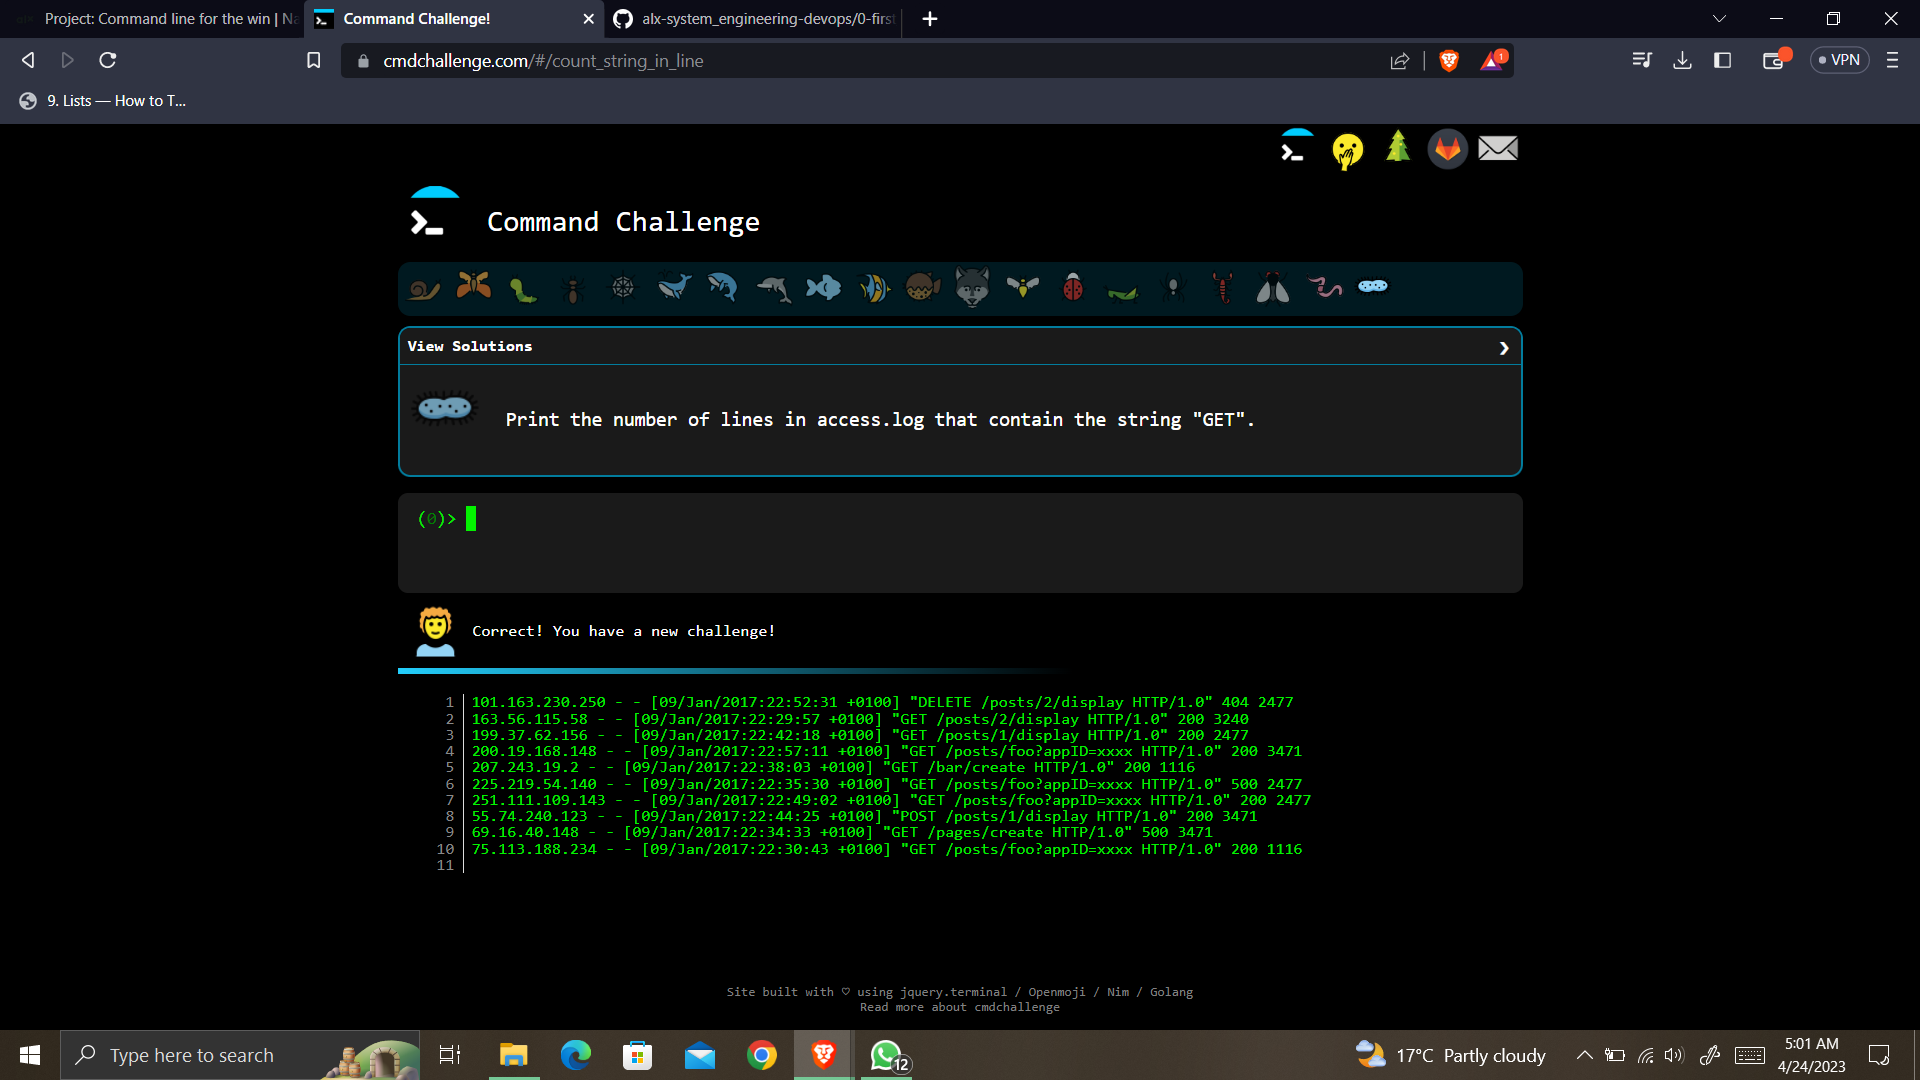 Project: Command line for the win | Na
Command Challenge!
alx-system_engineering-devops/0-first
cmdchallenge.com/#/count_string_in_line
1
VPN
9. Lists — How to T...
Command Challenge
View Solutions
Print the number of lines in access.log that contain the string "GET".
(0)>
Correct! You have a new challenge!
1 101.163.230.250 - - [09/Jan/2017:22:52:31 +0100] "DELETE /posts/2/display HTTP/1.0" 404 2477
2 163.56.115.58 - - [09/Jan/2017:22:29:57 +0100] "GET /posts/2/display HTTP/1.0" 200 3240
3 199.37.62.156 - - [09/Jan/2017:22:42:18 +0100] "GET /posts/1/display HTTP/1.0" 200 2477
4 200.19.168.148 - - [09/Jan/2017:22:57:11 +0100] "GET /posts/foo?appID=xxxx HTTP/1.0" 200 3471
5 207.243.19.2 - - [09/Jan/2017:22:38:03 +0100] "GET /bar/create HTTP/1.0" 200 1116
6 225.219.54.140 - - [09/Jan/2017:22:35:30 +0100] "GET /posts/foo?appID=xxxx HTTP/1.0" 500 2477
7 251.111.109.143 - - [09/Jan/2017:22:49:02 +0100] "GET /posts/foo?appID=xxxx HTTP/1.0" 200 2477
8 55.74.240.123 - - [09/Jan/2017:22:44:25 +0100] "POST /posts/1/display HTTP/1.0" 200 3471
9 69.16.40.148 - - [09/Jan/2017:22:34:33 +0100] "GET /pages/create HTTP/1.0" 500 3471
10 75.113.188.234 - - [09/Jan/2017:22:30:43 +0100] "GET /posts/foo?appID=xxxx HTTP/1.0" 200 1116
11
Site built with ♡ using jquery.terminal / Openmoji / Nim / Golang
Read more about cmdchallenge
Type here to search
12
17°C Partly cloudy
5:01 AM
4/24/2023